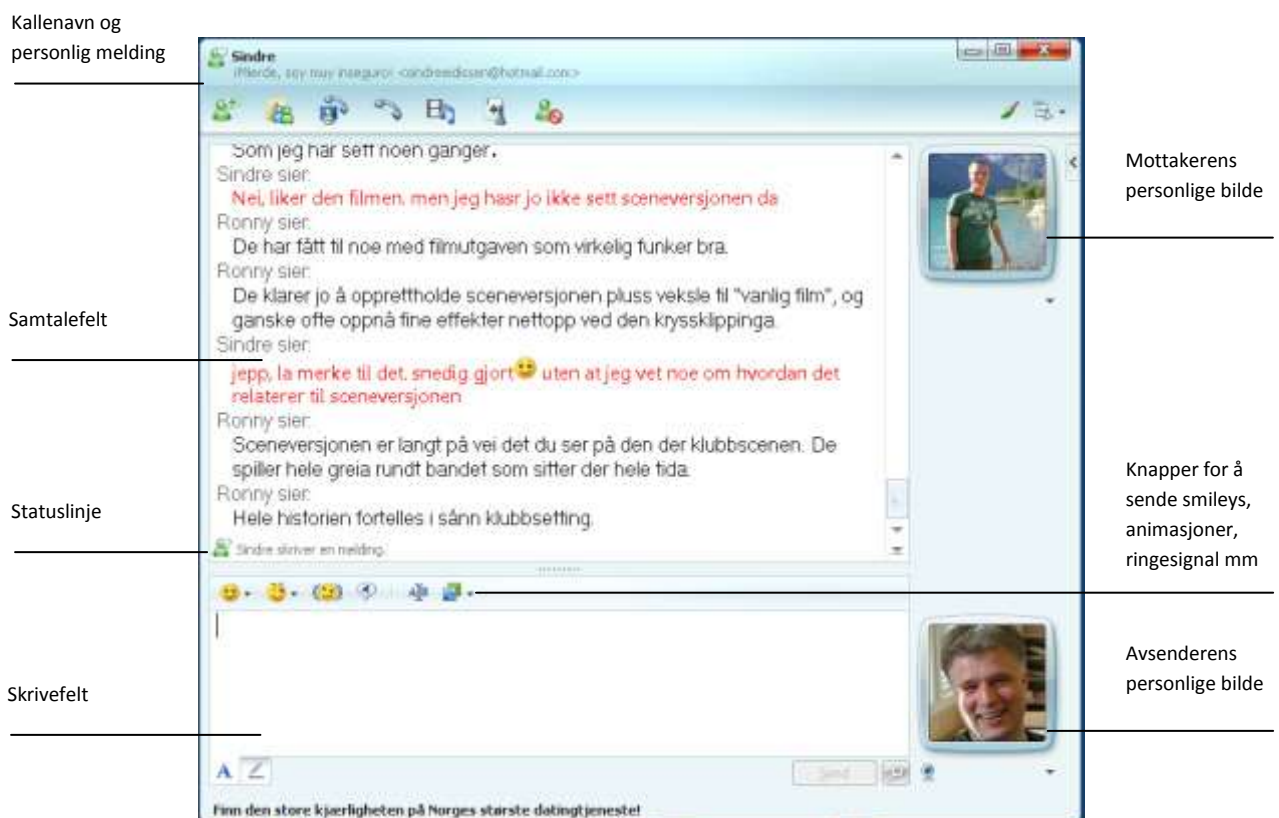 Kallenavn og
personlig melding
Sindre
¡Mierde, soy muy inseguro! <sindreedissen@hotmail.com>
Som jeg har sett noen ganger.
Sindre sier:
Nei, liker den filmen, men jeg hasr jo ikke sett sceneversjonen da
Ronny sier:
De har fått til noe med filmutgaven som virkelig funker bra.
Ronny sier:
De klarer jo å opprettholde sceneversjonen pluss veksle til "vanlig film", og
ganske ofte oppnå fine effekter nettopp ved den kryssklippinga.
Sindre sier:
jepp, la merke til det, snedig gjort uten at jeg vet noe om hvordan det
relaterer til sceneversjonen
Ronny sier:
Sceneversjonen er langt på vei det du ser på den der klubbscenen. De
spiller hele greia rundt bandet som sitter der hele tida.
Ronny sier:
Hele historien fortelles i sånn klubbsetting.
Sindre skriver en melding.
A
Send
Finn den store kjærligheten på Norges største datingtjeneste!
Samtalefelt
Statuslinje
Skrivefelt
Mottakerens
personlige bilde
Knapper for å
sende smileys,
animasjoner,
ringesignal mm
Avsenderens
personlige bilde